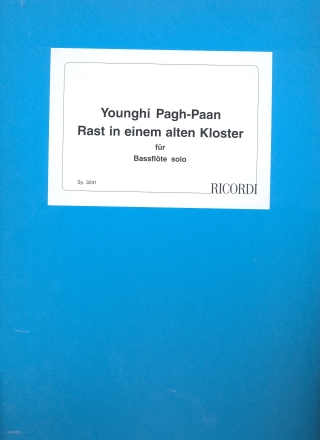 Younghi Pagh-Paan
Rast in einem alten Kloster
für
Bassflöte solo
Sy. 3241
RICORDI